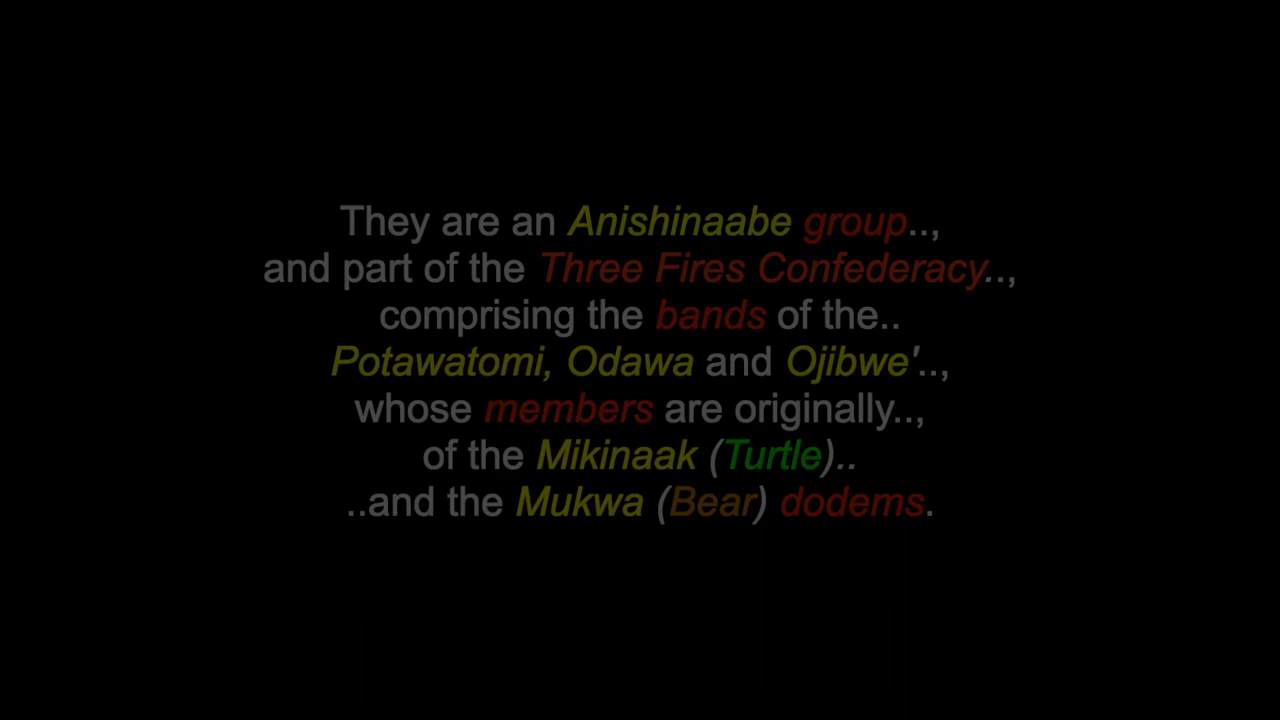 They are an Anishinaabe group..,
and part of the Three Fires Confederacy..,
comprising the bands of the..
Potawatomi, Odawa and Ojibwe'..,
whose members are originally..,
of the Mikinaak (Turtle)..
..and the Mukwa (Bear) dodems.